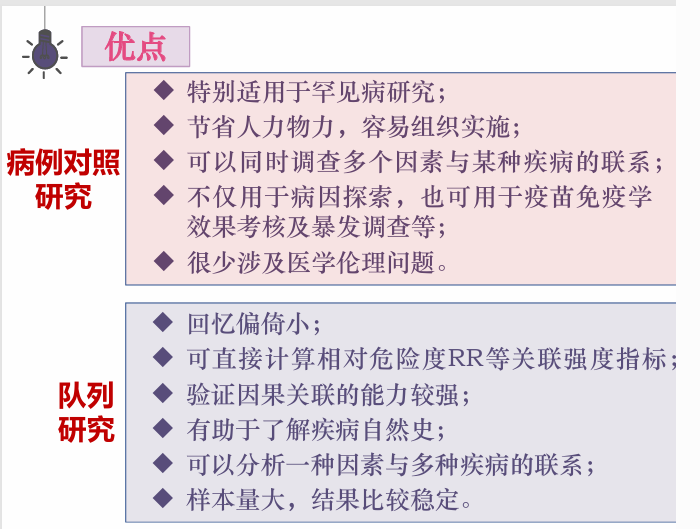 优点
病例对照
研究
◆ 特别适用于罕见病研究；
◆ 节省人力物力，容易组织实施；
◆ 可以同时调查多个因素与某种疾病的联系；
◆ 不仅用于病因探索，也可用于疫苗免疫学
效果考核及暴发调查等；
◆ 很少涉及医学伦理问题。
队列
研究
◆ 回忆偏倚小；
◆ 可直接计算相对危险度RR等关联强度指标；
◆ 验证因果关联的能力较强；
◆ 有助于了解疾病自然史；
◆ 可以分析一种因素与多种疾病的联系；
◆ 样本量大，结果比较稳定。